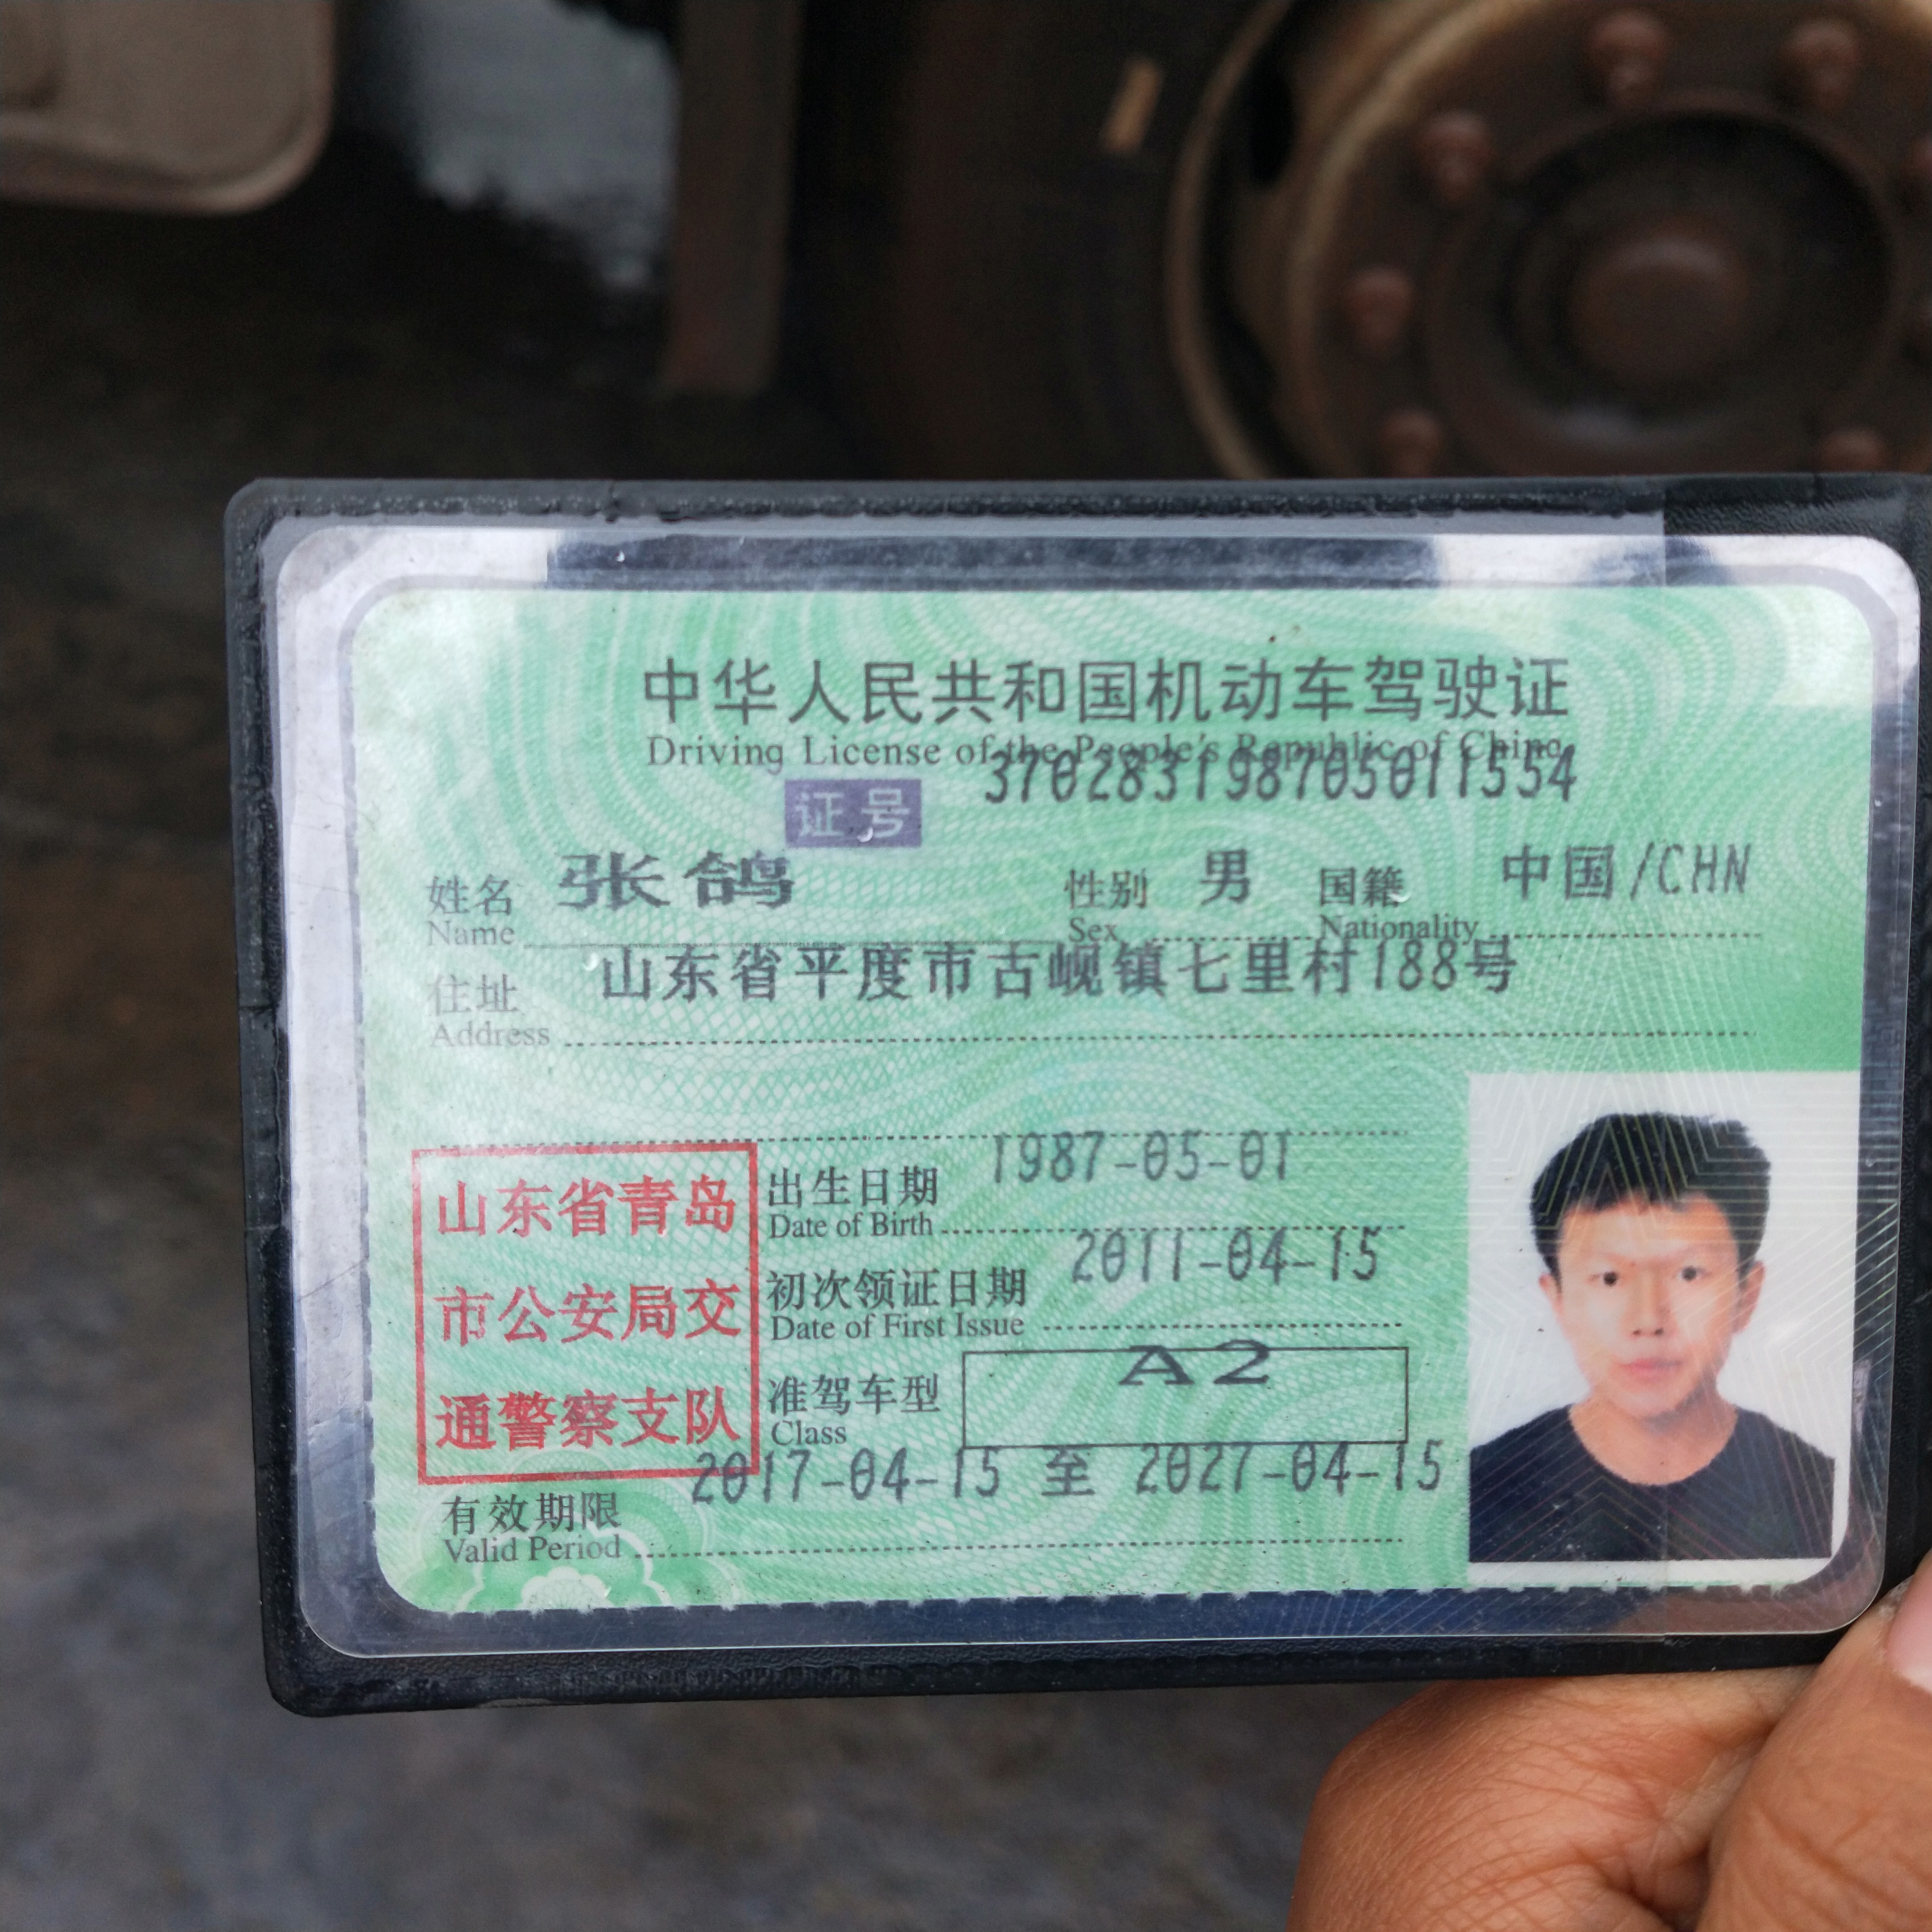 中华人民共和国机动车驾驶证
Driving License of the People's Republic of China
证号 370283198705011554
姓名 张鸽 性别 男 国籍 中国/CHN
Name Sex Nationality
住址 山东省平度市古岘镇七里村188号
Address
山东省青岛
市公安局交
通警察支队
出生日期 1987-05-01
Date of Birth
初次领证日期 2011-04-15
Date of First Issue
准驾车型 A2
Class
有效期限 2017-04-15 至 2027-04-15
Valid Period